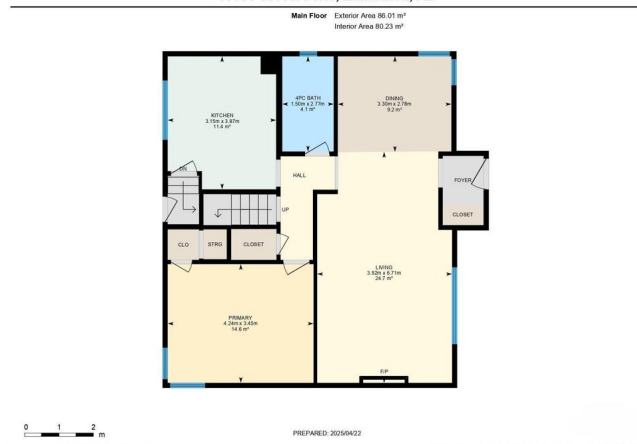 Main Floor Exterior Area 86.01 m²
Interior Area 80.23 m²
KITCHEN
3.15m x 3.87m
11.4 m²
4PC BATH
1.50m x 2.77m
4.1 m²
DINING
3.30m x 2.78m
9.2 m²
DN
HALL
FOYER
UP
CLOSET
CLO
STRG
CLOSET
LIVING
3.92m x 6.71m
24.7 m²
PRIMARY
4.24m x 3.45m
14.6 m²
F/P
0 1 2
m
PREPARED: 2025/04/22